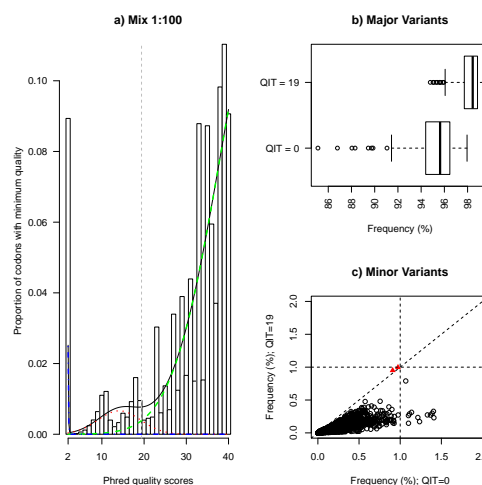 a) Mix 1:100
Proportion of codons with minimum quality
0.10
0.08
0.06
0.04
0.02
0.00
2 10 20 30 40
Phred quality scores
b) Major Variants
QIT = 19
QIT = 0
86 88 90 92 94 96 98
Frequency (%)
c) Minor Variants
Frequency (%); QIT=19
2.0
1.5
1.0
0.5
0.0
0.0 0.5 1.0 1.5 2.
Frequency (%); QIT=0